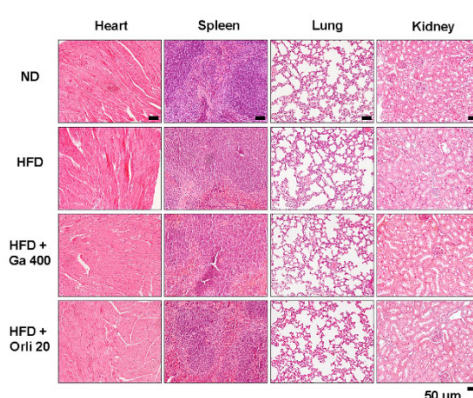 Heart Spleen Lung Kidney
ND
HFD
HFD +
Ga 400
HFD +
Orli 20
50 μm